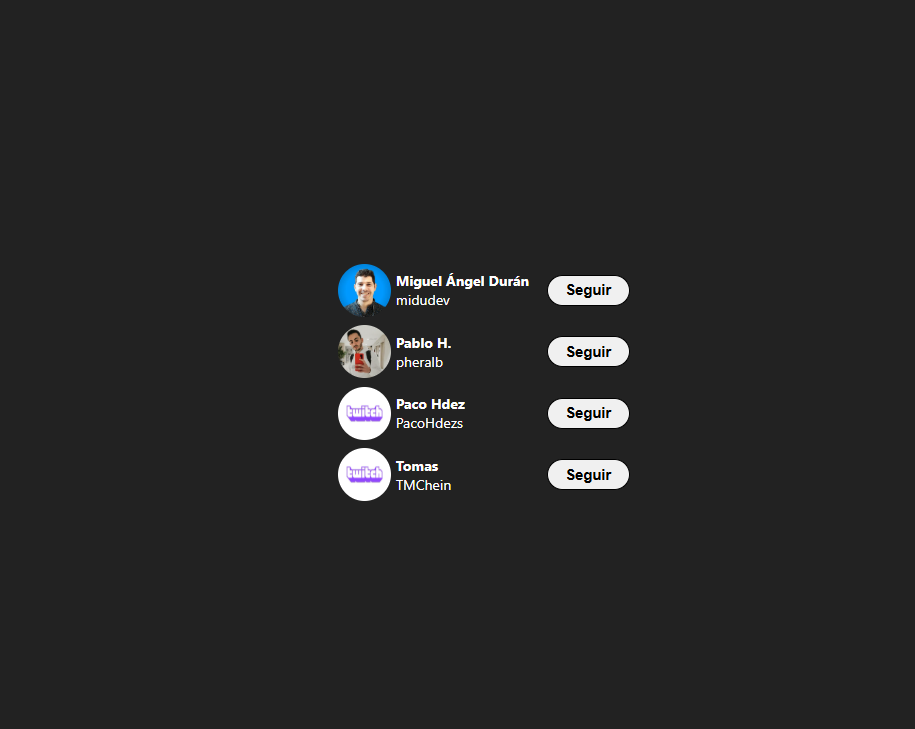 Miguel Ángel Durán
midudev
Seguir
Pablo H.
pheralb
Seguir
twitch
Paco Hdez
PacoHdezs
Seguir
twitch
Tomas
TMChein
Seguir